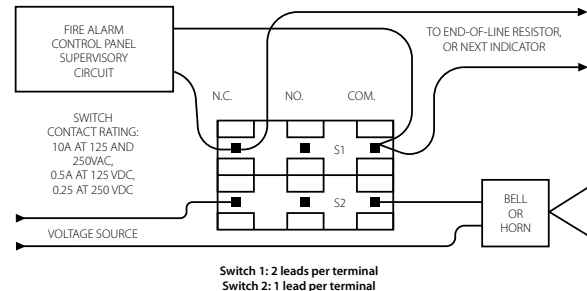 FIRE ALARM
CONTROL PANEL
SUPERVISORY
CIRCUIT
TO END-OF-LINE RESISTOR,
OR NEXT INDICATOR
N.C.
NO.
COM.
SWITCH
CONTACT RATING:
10A AT 125 AND
250VAC,
0.5A AT 125 VDC,
0.25 AT 250 VDC
S1
S2
BELL
OR
HORN
VOLTAGE SOURCE
Switch 1: 2 leads per terminal
Switch 2: 1 lead per terminal